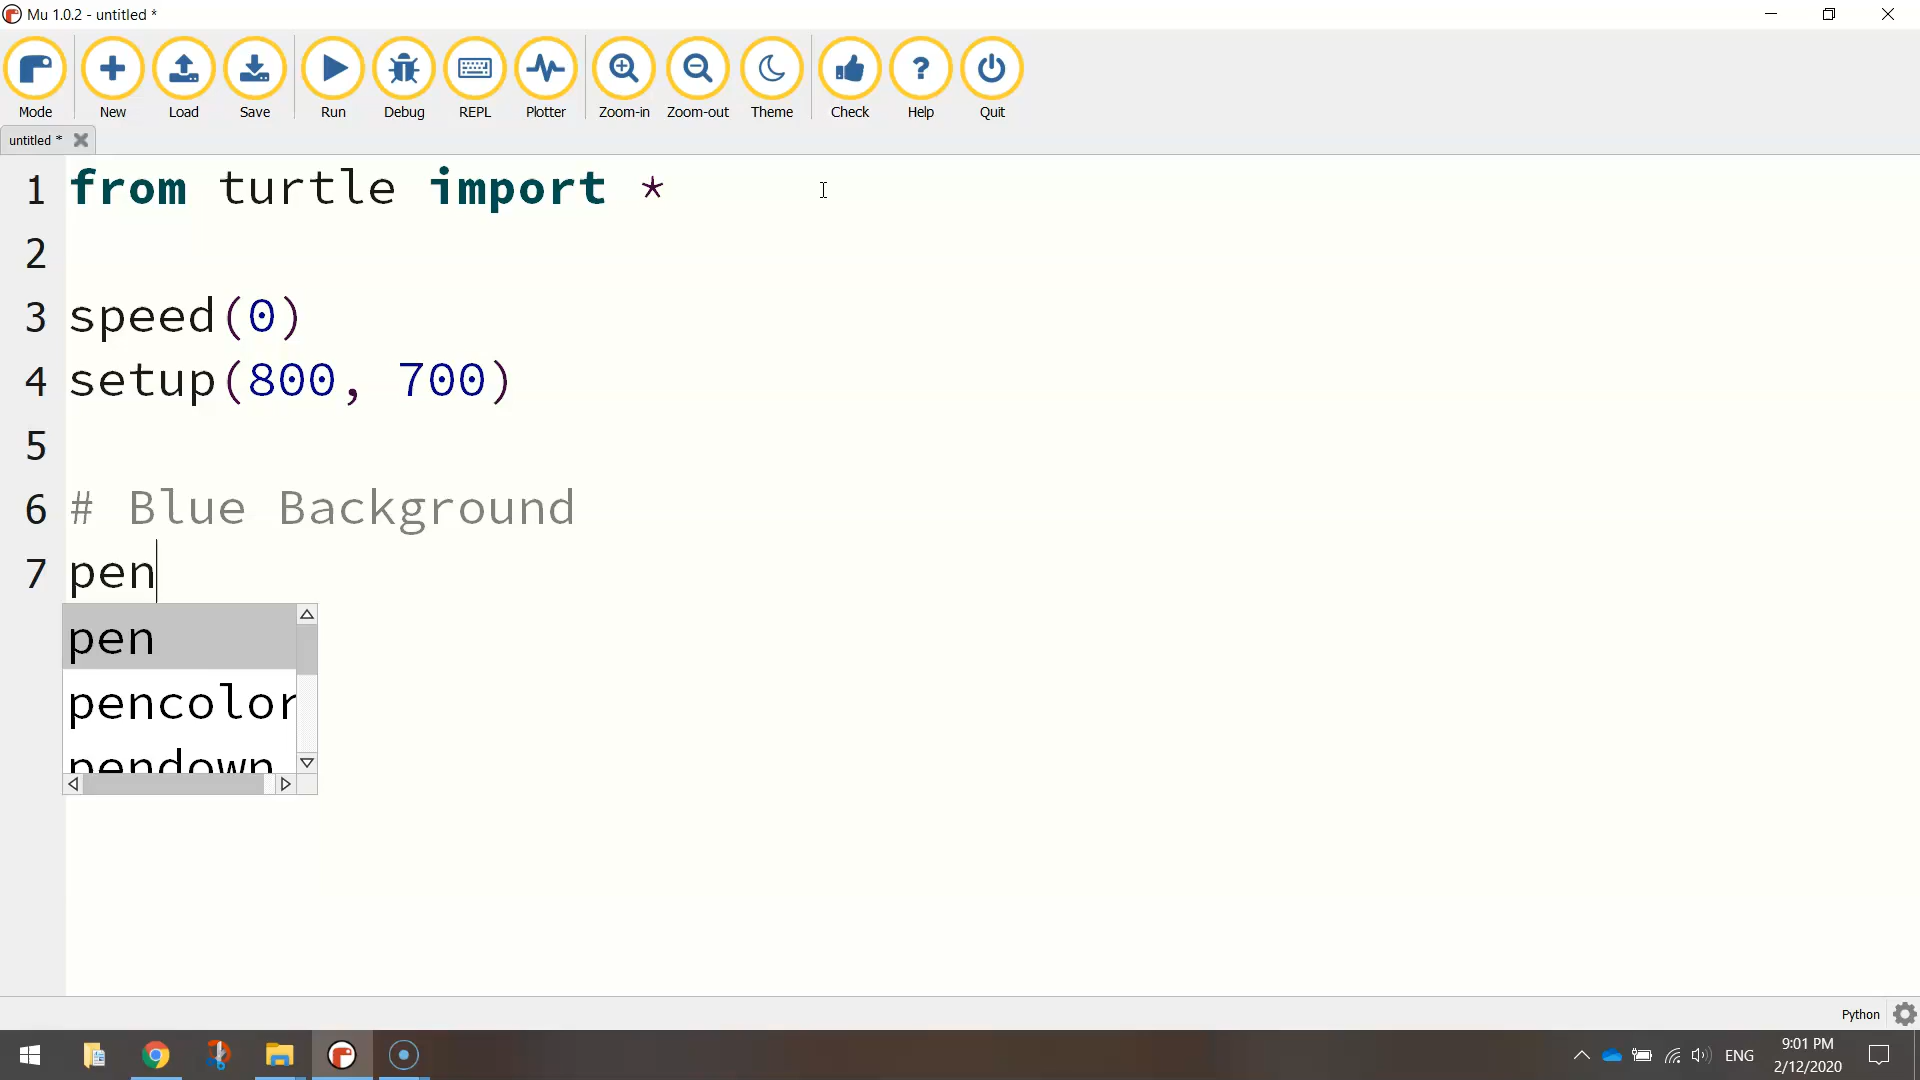 Mu 1.0.2 - untitled *
Mode New Load Save Run Debug REPL Plotter Zoom-in Zoom-out Theme Check Help Quit
untitled *
1 from turtle import *
2
3 speed(0)
4 setup(800, 700)
5
6 # Blue Background
7 pen
pen
pencolor
pendown
Python
ENG
9:01 PM
2/12/2020